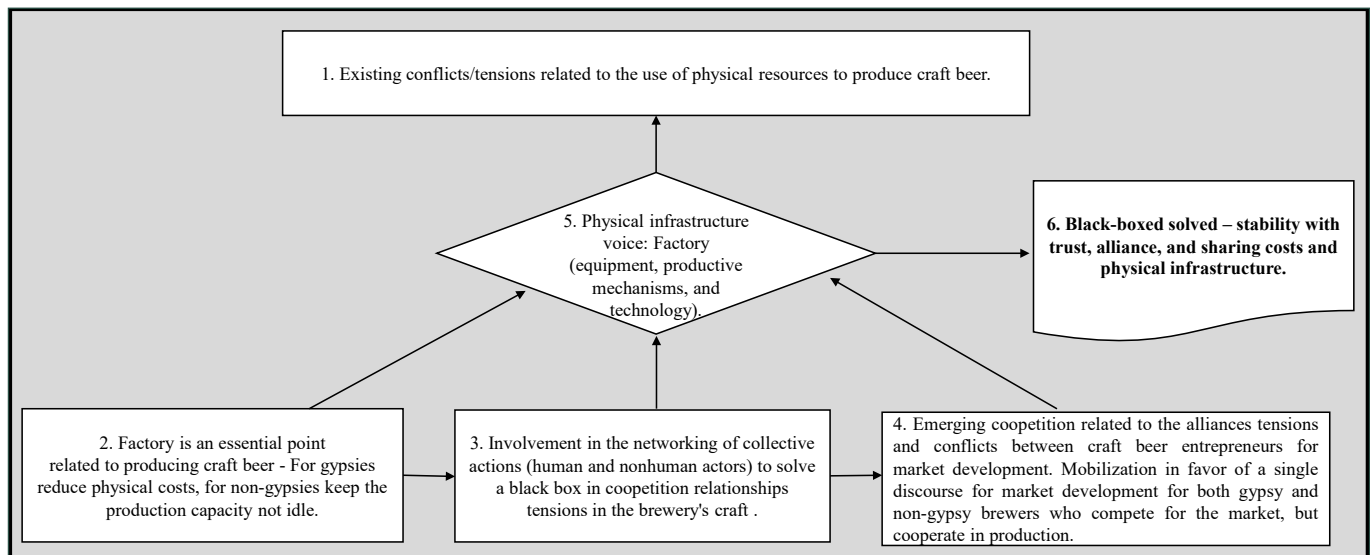 1. Existing conflicts/tensions related to the use of physical resources to produce craft beer.
5. Physical infrastructure
voice: Factory
(equipment, productive
mechanisms, and
technology).
6. Black-boxed solved – stability with
trust, alliance, and sharing costs and
physical infrastructure.
2. Factory is an essential point
related to producing craft beer - For gypsies
reduce physical costs, for non-gypsies keep the
production capacity not idle.
3. Involvement in the networking of collective
actions (human and nonhuman actors) to solve
a black box in coopetition relationships
tensions in the brewery's craft .
4. Emerging coopetition related to the alliances tensions
and conflicts between craft beer entrepreneurs for
market development. Mobilization in favor of a single
discourse for market development for both gypsy and
non-gypsy brewers who compete for the market, but
cooperate in production.